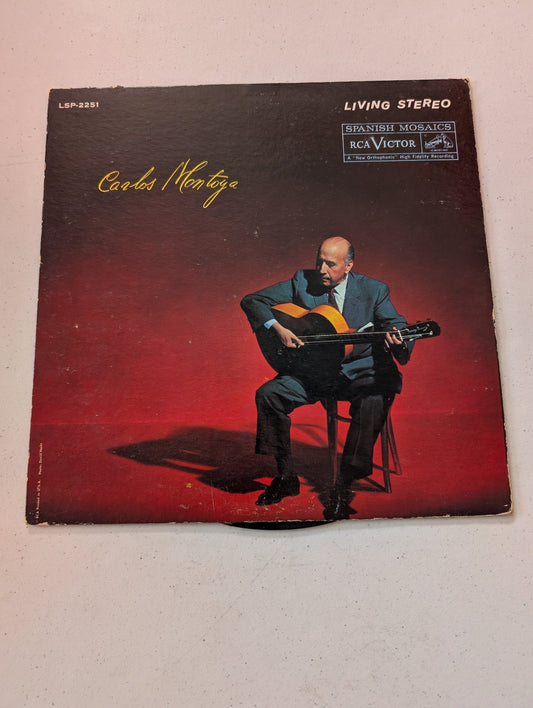 LSP-2251
LIVING STEREO
SPANISH MOSAICS
RCA VICTOR
A "New Orthophonic" High Fidelity Recording
Carlos Montoya